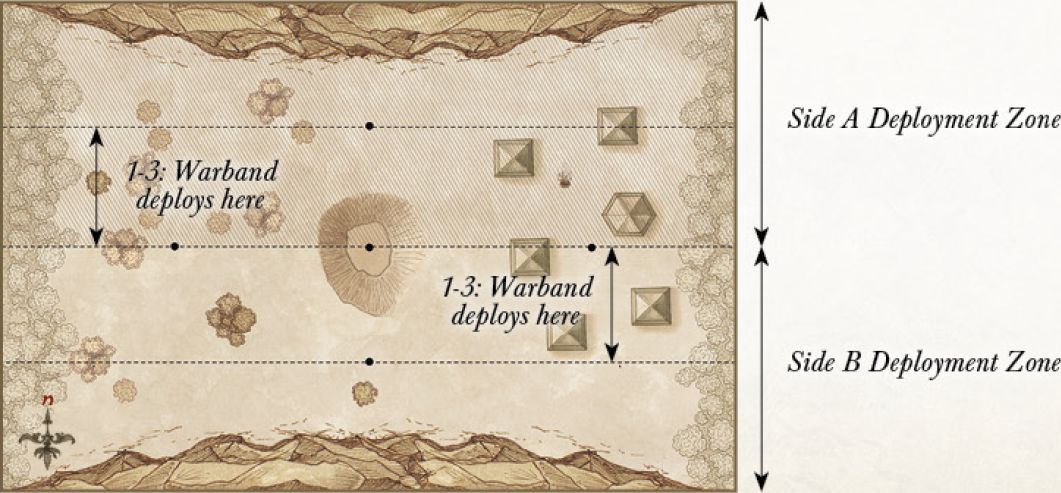 Side A Deployment Zone
1-3: Warband
deploys here
1-3: Warband
deploys here
Side B Deployment Zone
n